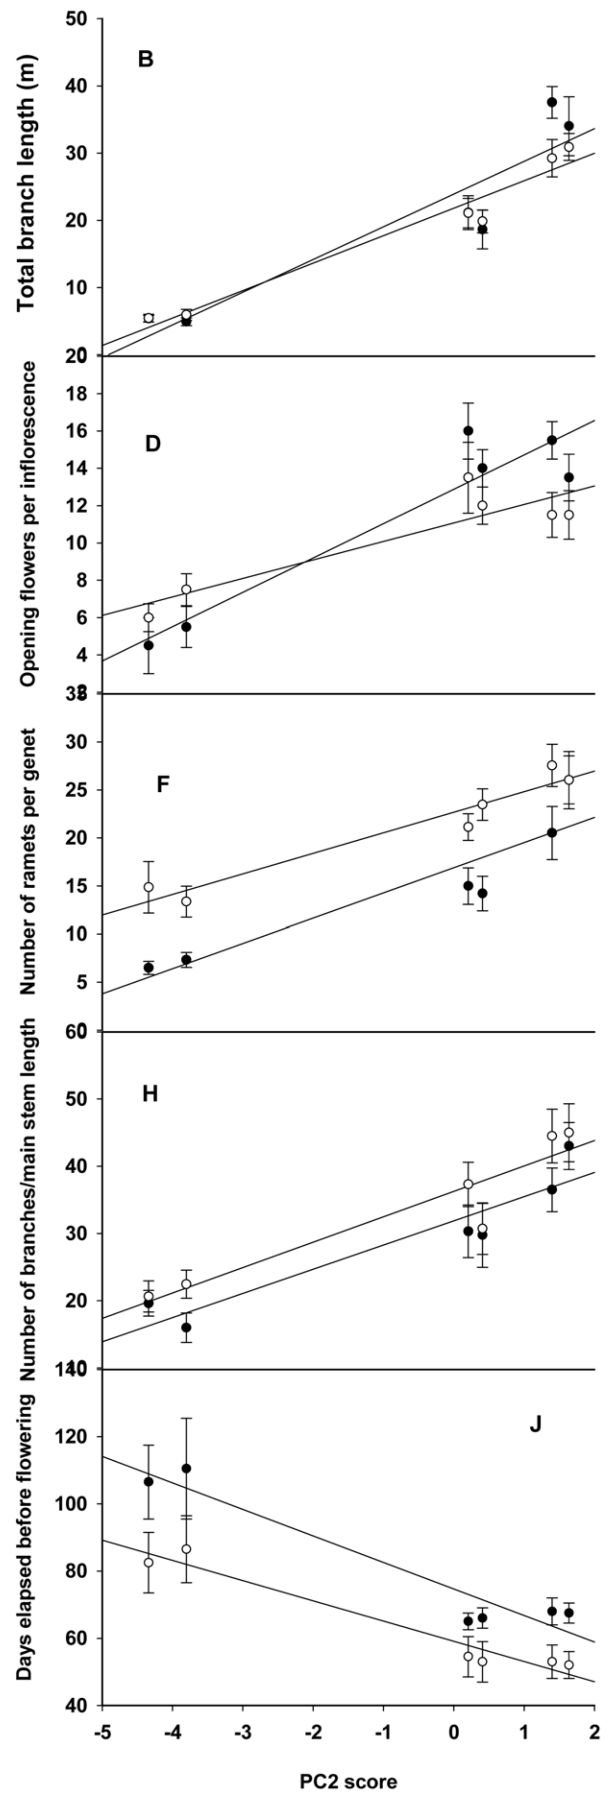 Total branch length (m)
50
40
30
20
10
B
Opening flowers per inflorescence
20
18
16
14
12
10
8
6
4
D
Number of ramets per genet
30
25
20
15
10
5
F
Number of branches/main stem length
60
50
40
30
20
H
Days elapsed before flowering
120
100
80
60
40
J
-5 -4 -3 -2 -1 0 1 2
PC2 score